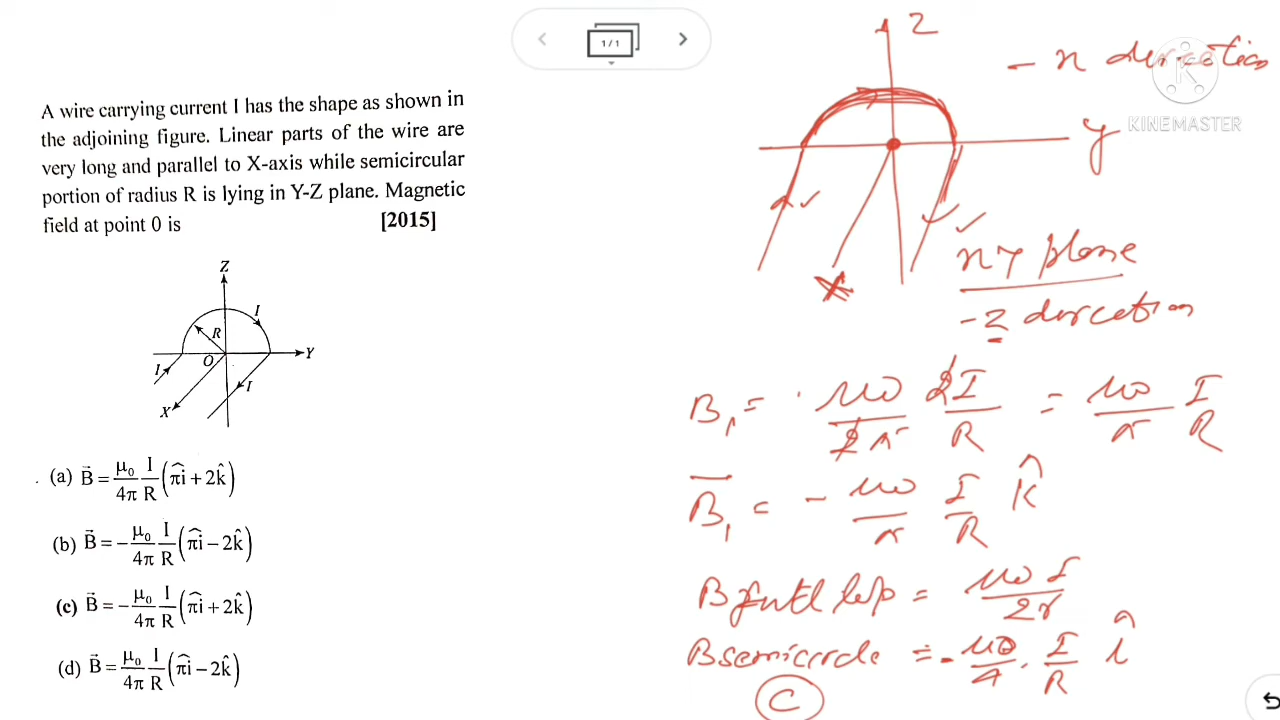 1/1
A wire carrying current I has the shape as shown in
the adjoining figure. Linear parts of the wire are
very long and parallel to X-axis while semicircular
portion of radius R is lying in Y-Z plane. Magnetic
field at point 0 is [2015]
Z
I
R
O
Y
I
I
X
. (a) B⃗ = μ₀/4π I/R (πî + 2k̂)
(b) B⃗ = −μ₀/4π I/R (πî − 2k̂)
(c) B⃗ = −μ₀/4π I/R (πî + 2k̂)
(d) B⃗ = μ₀/4π I/R (πî − 2k̂)
Z
- x direction
K
KINEMASTER
y
x
xy plane
-z direction
B₁ = μ0/2π 2I/R = μ0/π I/R
B̄₁ = - μ0/π I/R k̂
B full loop = μ0 I/2r
B semicircle = - μ0/4 . I/R î
C